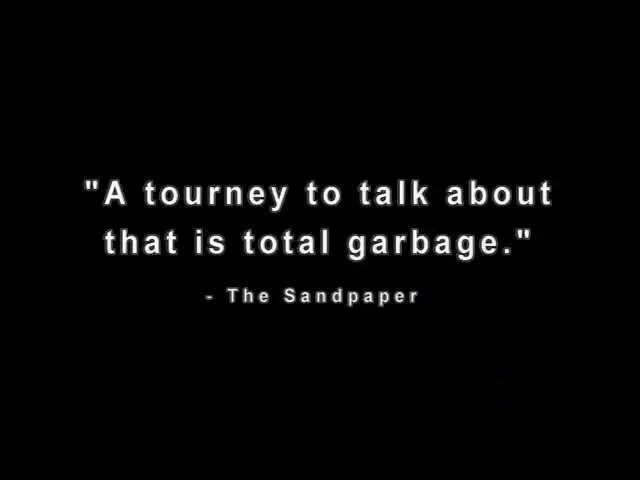 "A tourney to talk about
that is total garbage."
- The Sandpaper